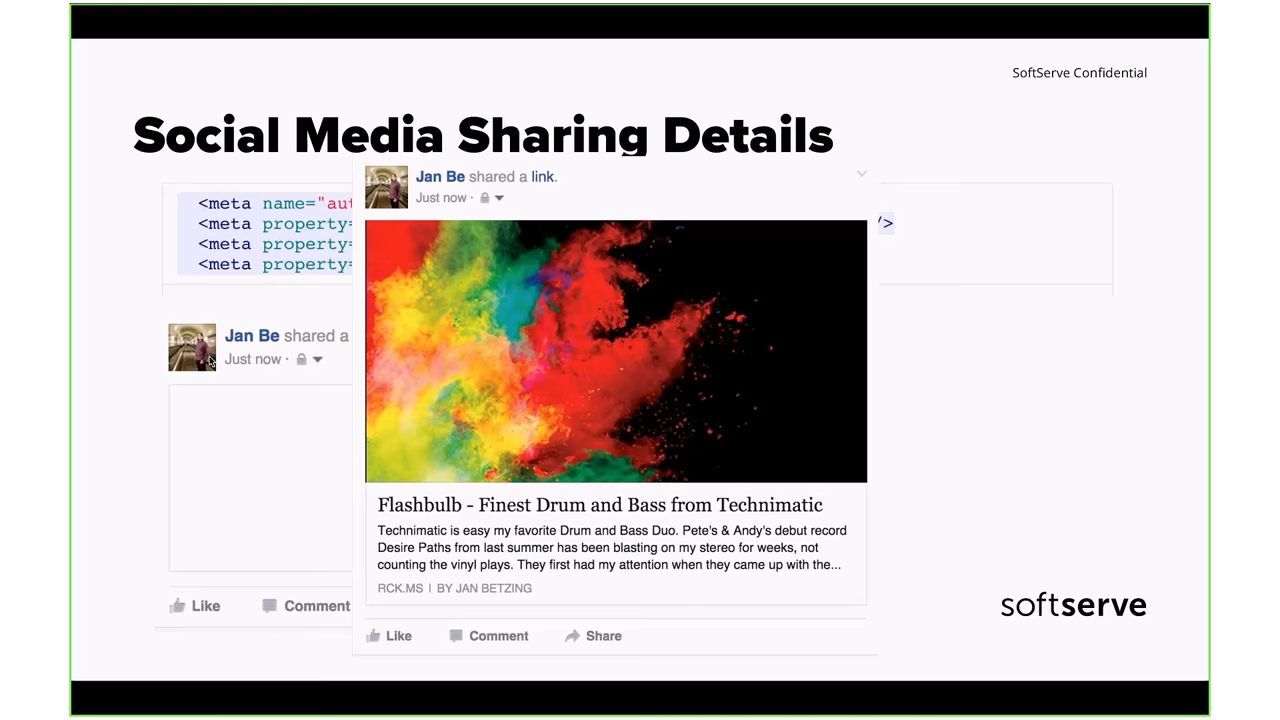 SoftServe Confidential
Social Media Sharing Details
Jan Be shared a link.
Just now ·
<meta name="aut
<meta property= />
<meta property=
<meta property=
Jan Be shared a
Just now ·
Flashbulb - Finest Drum and Bass from Technimatic
Technimatic is easy my favorite Drum and Bass Duo. Pete's & Andy's debut record
Desire Paths from last summer has been blasting on my stereo for weeks, not
counting the vinyl plays. They first had my attention when they came up with the...
RCK.MS | BY JAN BETZING
Like Comment
Like Comment Share
softserve